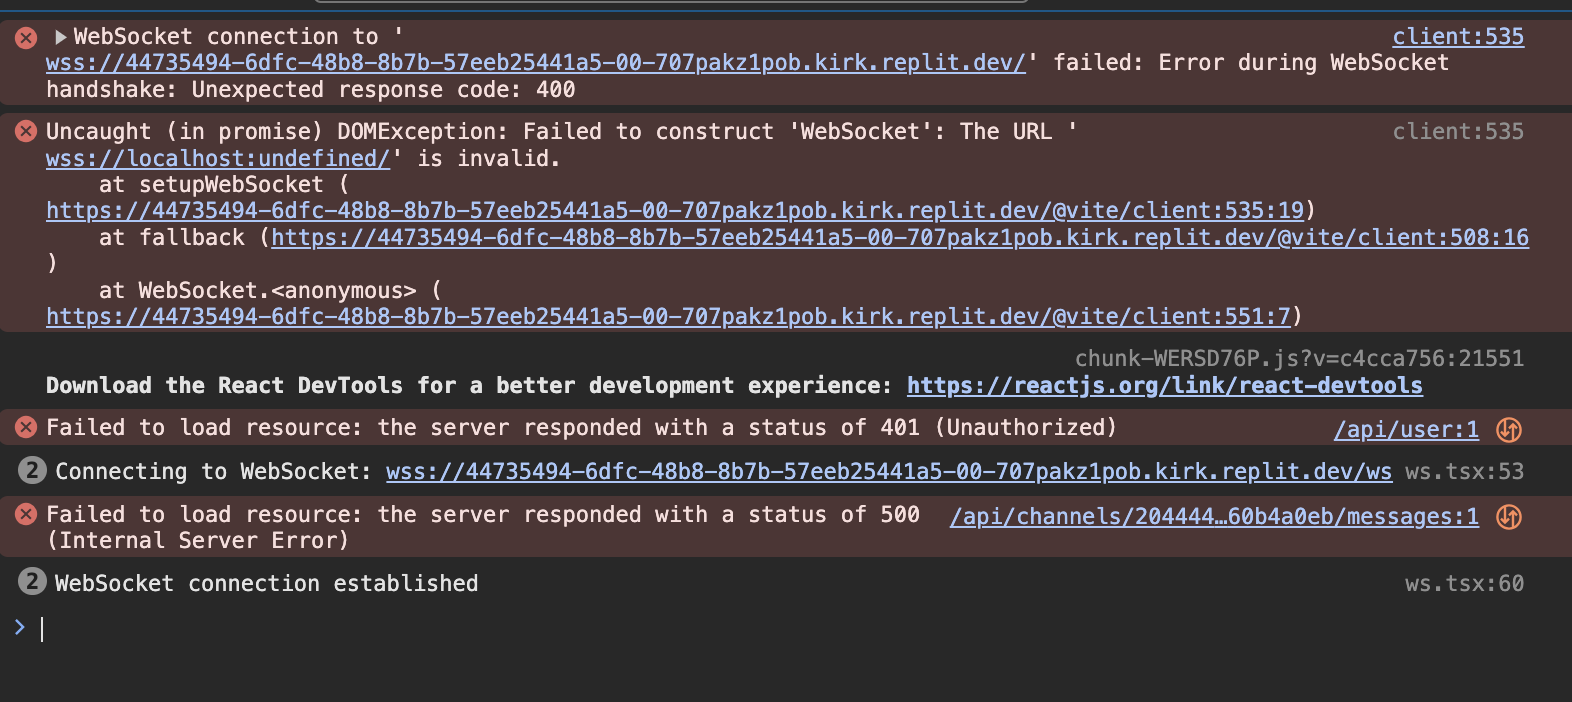 WebSocket connection to ' client:535
wss://44735494-6dfc-48b8-8b7b-57eeb25441a5-00-707pakz1pob.kirk.replit.dev/' failed: Error during WebSocket
handshake: Unexpected response code: 400
Uncaught (in promise) DOMException: Failed to construct 'WebSocket': The URL ' client:535
wss://localhost:undefined/' is invalid.
at setupWebSocket (
https://44735494-6dfc-48b8-8b7b-57eeb25441a5-00-707pakz1pob.kirk.replit.dev/@vite/client:535:19)
at fallback (https://44735494-6dfc-48b8-8b7b-57eeb25441a5-00-707pakz1pob.kirk.replit.dev/@vite/client:508:16
)
at WebSocket.<anonymous> (
https://44735494-6dfc-48b8-8b7b-57eeb25441a5-00-707pakz1pob.kirk.replit.dev/@vite/client:551:7)
chunk-WERSD76P.js?v=c4cca756:21551
Download the React DevTools for a better development experience: https://reactjs.org/link/react-devtools
Failed to load resource: the server responded with a status of 401 (Unauthorized) /api/user:1
2 Connecting to WebSocket: wss://44735494-6dfc-48b8-8b7b-57eeb25441a5-00-707pakz1pob.kirk.replit.dev/ws ws.tsx:53
Failed to load resource: the server responded with a status of 500 /api/channels/204444…60b4a0eb/messages:1
(Internal Server Error)
2 WebSocket connection established ws.tsx:60
>